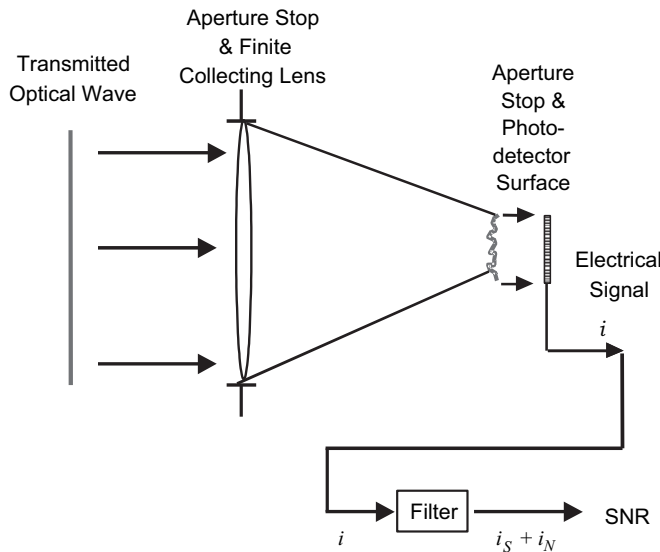 Transmitted
Optical Wave
Aperture Stop
& Finite
Collecting Lens
Aperture
Stop &
Photo-
detector
Surface
Electrical
Signal
i
i
Filter
i_S + i_N
SNR